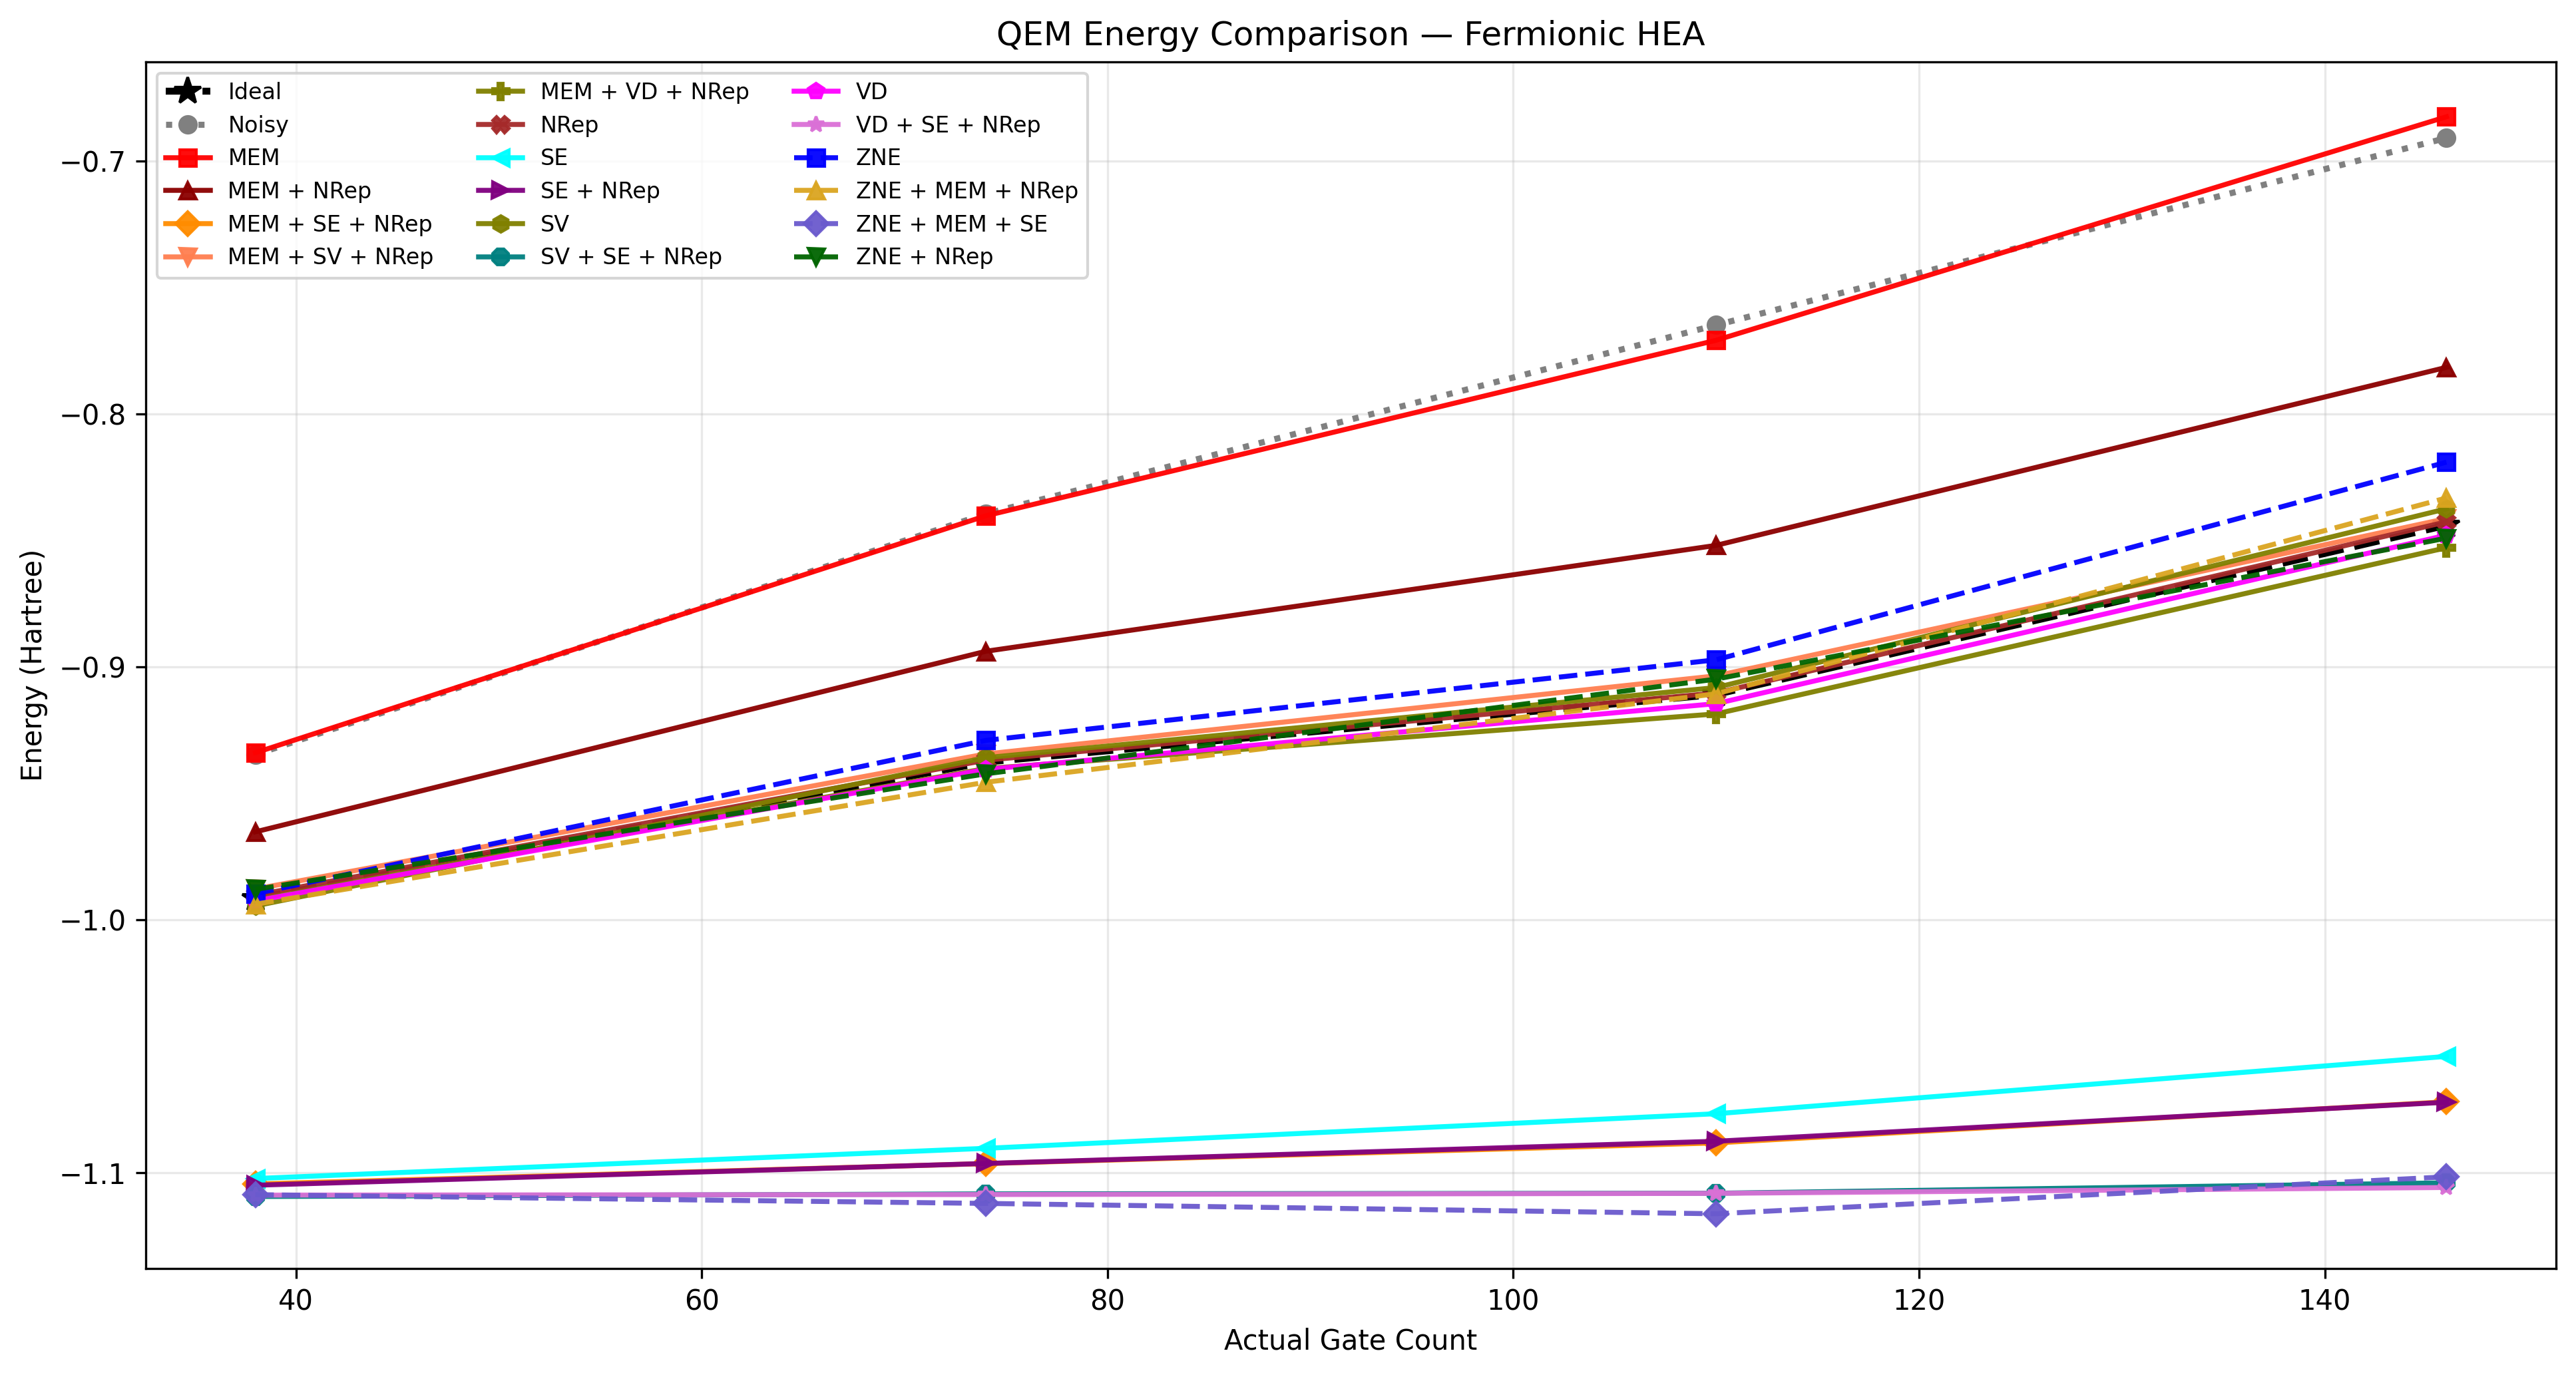 QEM Energy Comparison — Fermionic HEA
Ideal
Noisy
MEM
MEM + NRep
MEM + SE + NRep
MEM + SV + NRep
MEM + VD + NRep
NRep
SE
SE + NRep
SV
SV + SE + NRep
VD
VD + SE + NRep
ZNE
ZNE + MEM + NRep
ZNE + MEM + SE
ZNE + NRep
Energy (Hartree)
−0.7
−0.8
−0.9
−1.0
−1.1
40
60
80
100
120
140
Actual Gate Count